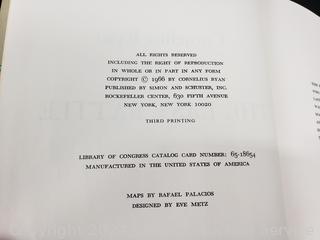 ALL RIGHTS RESERVED
INCLUDING THE RIGHT OF REPRODUCTION
IN WHOLE OR IN PART IN ANY FORM
COPYRIGHT © 1966 BY CORNELIUS RYAN
PUBLISHED BY SIMON AND SCHUSTER, INC.
ROCKEFELLER CENTER, 630 FIFTH AVENUE
NEW YORK, NEW YORK 10020
THIRD PRINTING
LIBRARY OF CONGRESS CATALOG CARD NUMBER: 65-18654
MANUFACTURED IN THE UNITED STATES OF AMERICA
MAPS BY RAFAEL PALACIOS
DESIGNED BY EVE METZ